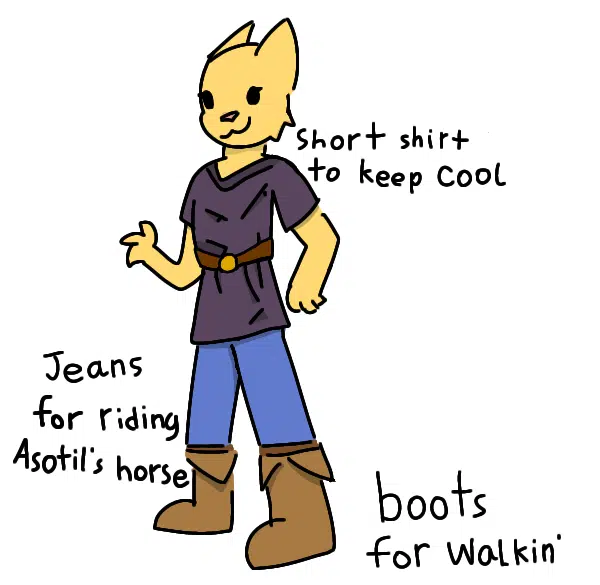 Short shirt
to keep cool
Jeans
for riding
Asotil's horse
boots
for walkin'